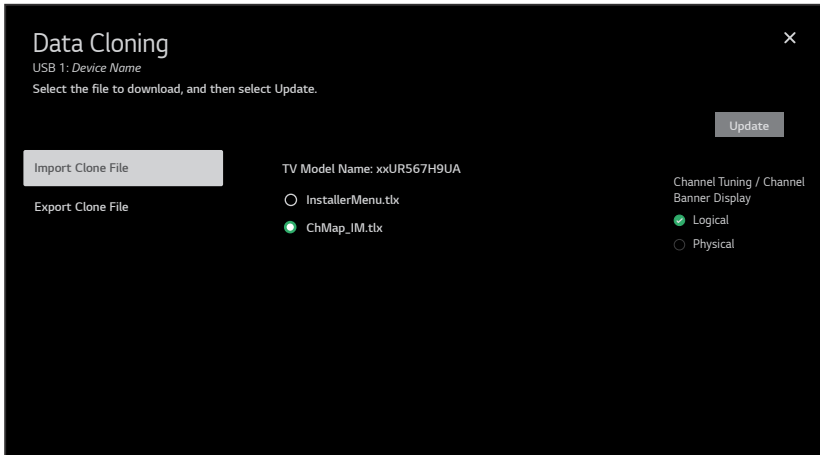 Data Cloning
USB 1: Device Name
Select the file to download, and then select Update.
Update
Import Clone File
Export Clone File
TV Model Name: xxUR567H9UA
InstallerMenu.tlx
ChMap_IM.tlx
Channel Tuning / Channel
Banner Display
Logical
Physical